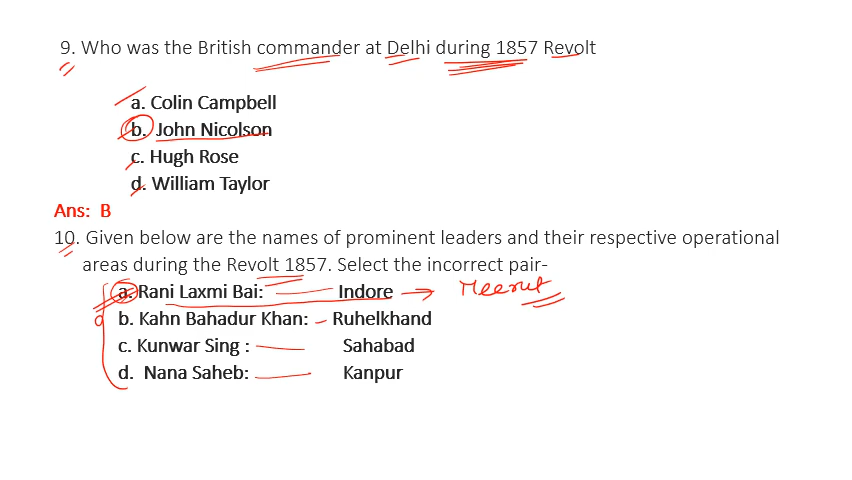 9. Who was the British commander at Delhi during 1857 Revolt
a. Colin Campbell
b. John Nicolson
c. Hugh Rose
d. William Taylor
Ans: B
10. Given below are the names of prominent leaders and their respective operational
areas during the Revolt 1857. Select the incorrect pair-
a. Rani Laxmi Bai: Indore → Meerut
b. Kahn Bahadur Khan: Ruhelkhand
c. Kunwar Sing : Sahabad
d. Nana Saheb: Kanpur